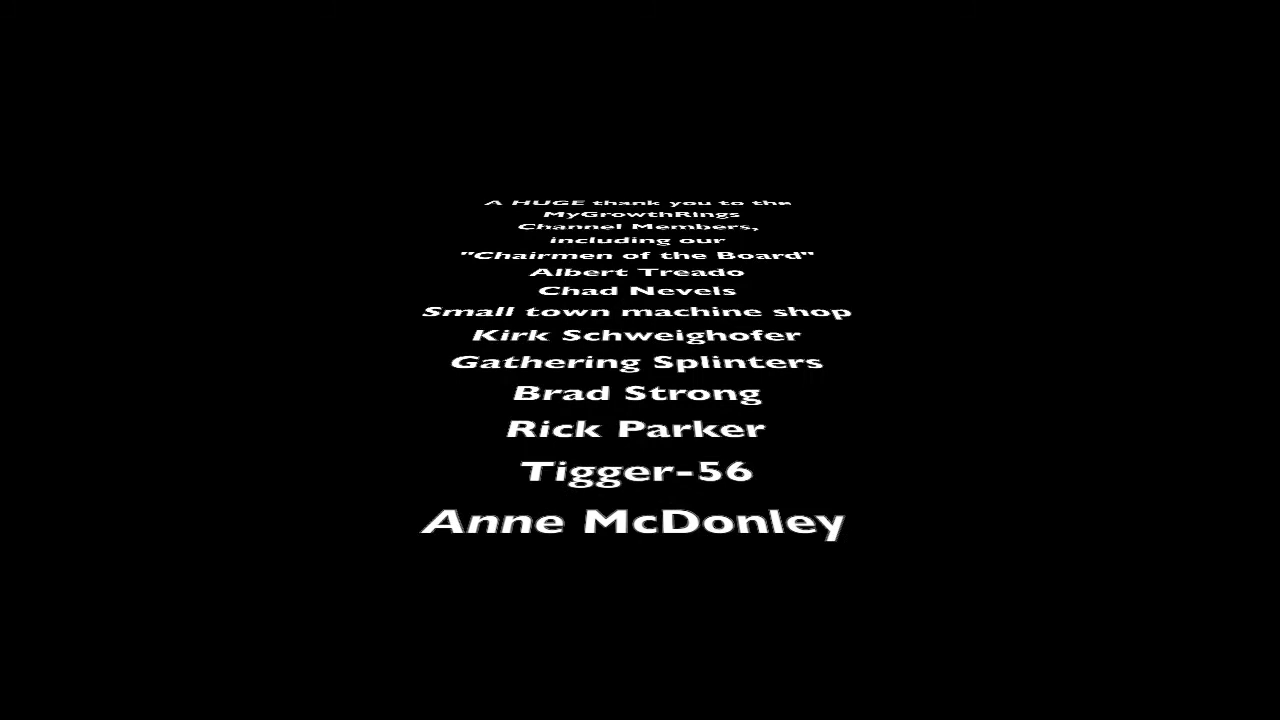 A HUGE thank you to the
MyGrowthRings
Channel Members,
including our
"Chairmen of the Board"
Albert Treado
Chad Nevels
Small town machine shop
Kirk Schweighofer
Gathering Splinters
Brad Strong
Rick Parker
Tigger-56
Anne McDonley